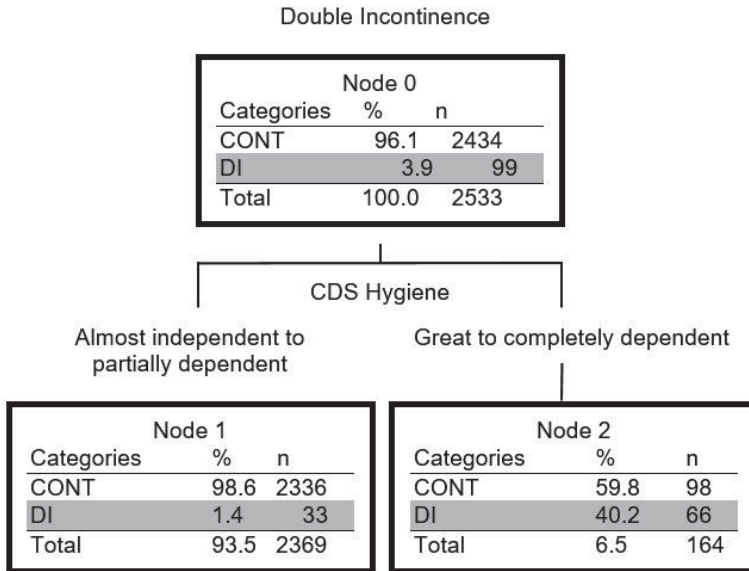 Double Incontinence
Node 0
Categories % n
CONT 96.1 2434
DI 3.9 99
Total 100.0 2533
CDS Hygiene
Almost independent to
partially dependent
Great to completely dependent
Node 1
Categories % n
CONT 98.6 2336
DI 1.4 33
Total 93.5 2369
Node 2
Categories % n
CONT 59.8 98
DI 40.2 66
Total 6.5 164